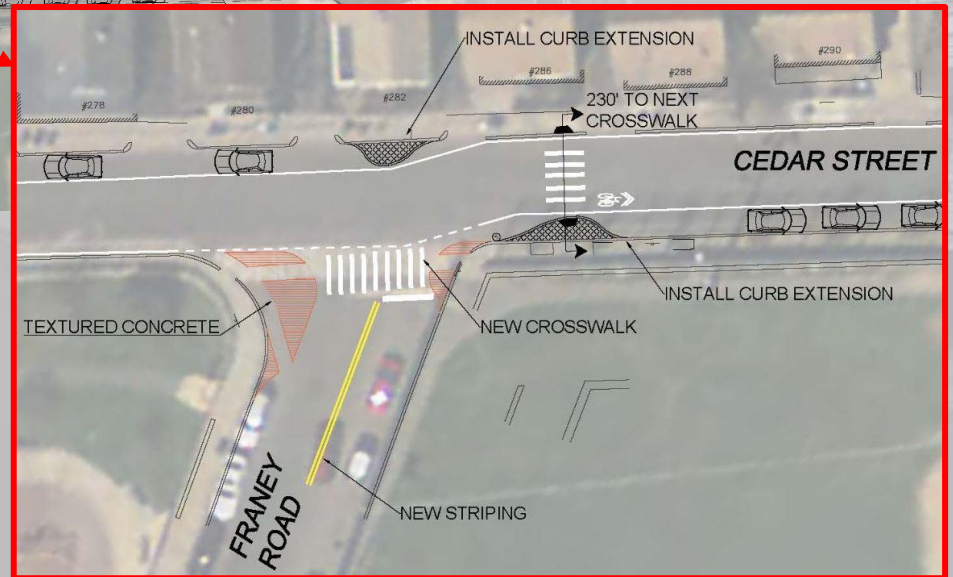 INSTALL CURB EXTENSION
#290
#286
#288
#278
#280
#282
230' TO NEXT
CROSSWALK
CEDAR STREET
INSTALL CURB EXTENSION
TEXTURED CONCRETE
NEW CROSSWALK
FRANEY
ROAD
NEW STRIPING